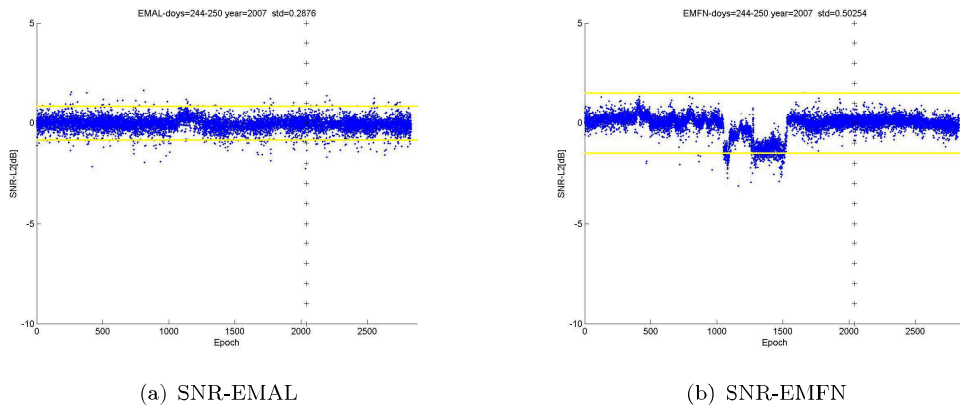 EMAL-doys=244-250 year=2007 std=0.2876
5
0
-5
-10
SNR-L2[dB]
0
500
1000
1500
2000
2500
Epoch
(a) SNR-EMAL
EMFN-doys=244-250 year=2007 std=0.50254
5
0
-5
-10
SNR-L2[dB]
0
500
1000
1500
2000
2500
Epoch
(b) SNR-EMFN